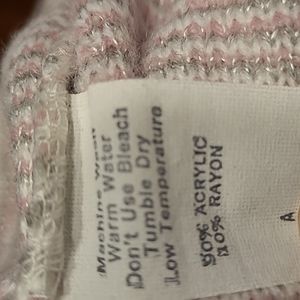 Machine Wash
Warm Water
Don't Use Bleach
Tumble Dry
Low Temperature
90% ACRYLIC
10% RAYON
A